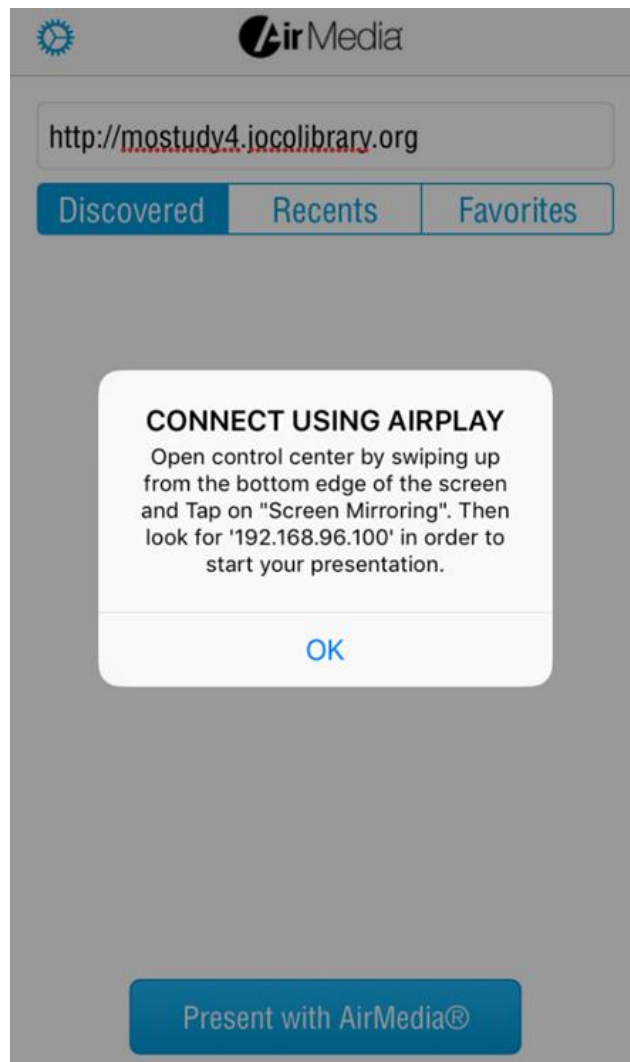 AirMedia
http://mostudy4.jocolibrary.org
Discovered Recents Favorites
CONNECT USING AIRPLAY
Open control center by swiping up
from the bottom edge of the screen
and Tap on "Screen Mirroring". Then
look for '192.168.96.100' in order to
start your presentation.
OK
Present with AirMedia®